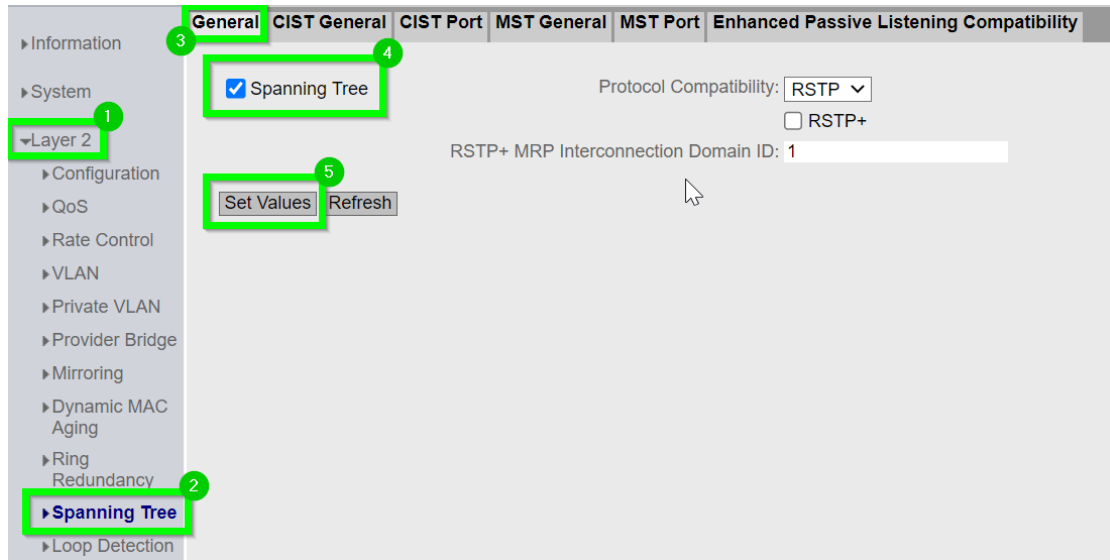 General CIST General CIST Port MST General MST Port Enhanced Passive Listening Compatibility
3
Information
4
Spanning Tree
Protocol Compatibility: RSTP
System
RSTP+
1
Layer 2
RSTP+ MRP Interconnection Domain ID: 1
Configuration
5
Set Values Refresh
QoS
Rate Control
VLAN
Private VLAN
Provider Bridge
Mirroring
Dynamic MAC
Aging
Ring
Redundancy
2
Spanning Tree
Loop Detection